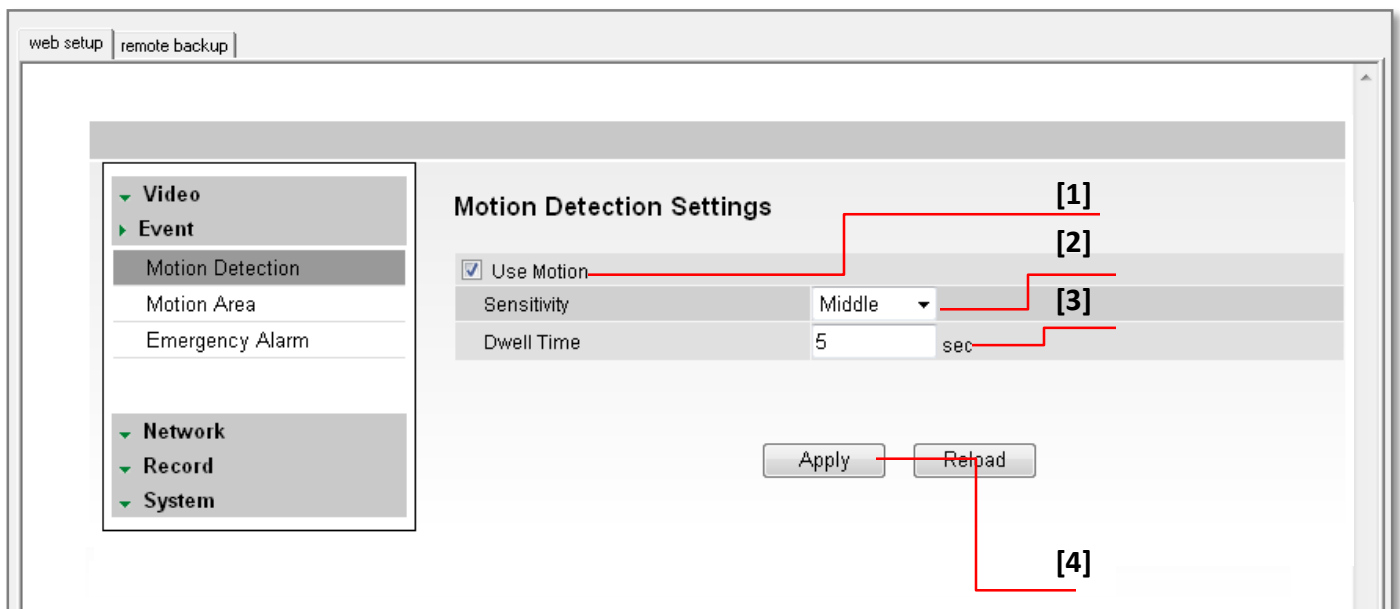 web setup remote backup
Video
Event
Motion Detection
Motion Area
Emergency Alarm
Network
Record
System
Motion Detection Settings
[1]
[2]
Use Motion
Sensitivity Middle
[3]
Dwell Time 5 sec
Apply Reload
[4]